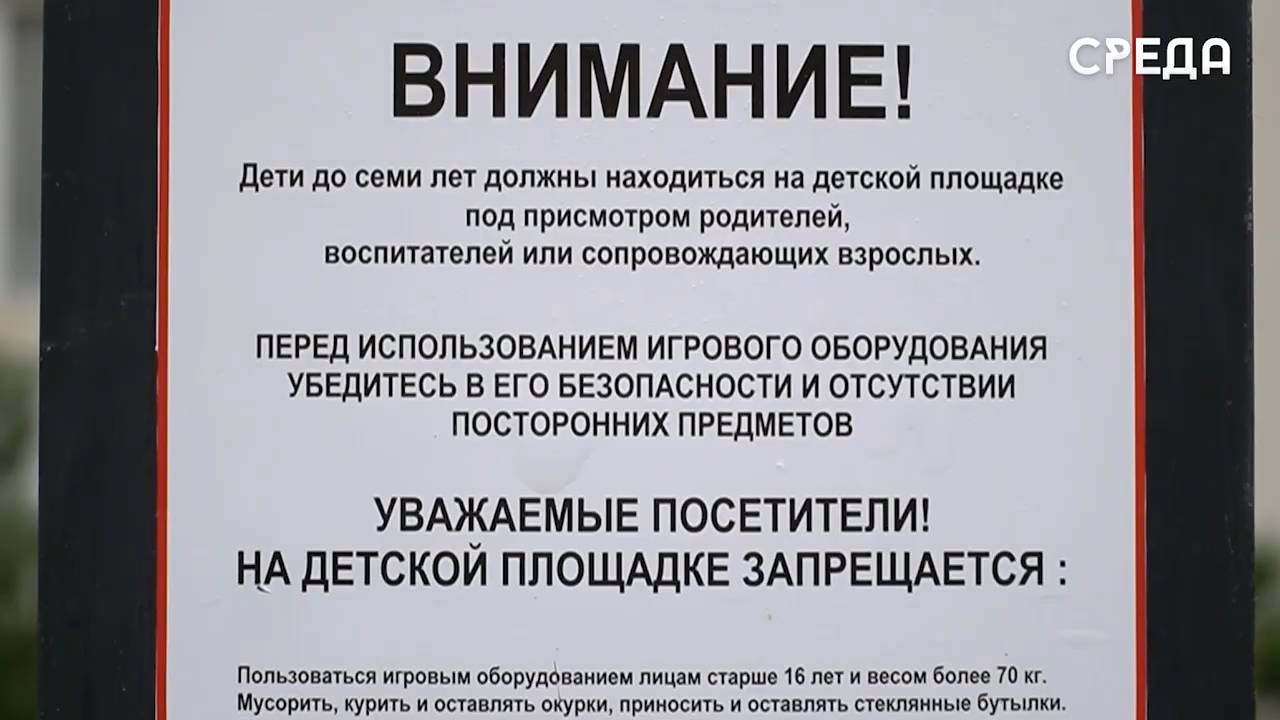 СРЕДА
ВНИМАНИЕ!
Дети до семи лет должны находиться на детской площадке
под присмотром родителей,
воспитателей или сопровождающих взрослых.
ПЕРЕД ИСПОЛЬЗОВАНИЕМ ИГРОВОГО ОБОРУДОВАНИЯ
УБЕДИТЕСЬ В ЕГО БЕЗОПАСНОСТИ И ОТСУТСТВИИ
ПОСТОРОННИХ ПРЕДМЕТОВ
УВАЖАЕМЫЕ ПОСЕТИТЕЛИ!
НА ДЕТСКОЙ ПЛОЩАДКЕ ЗАПРЕЩАЕТСЯ :
Пользоваться игровым оборудованием лицам старше 16 лет и весом более 70 кг.
Мусорить, курить и оставлять окурки, приносить и оставлять стеклянные бутылки.